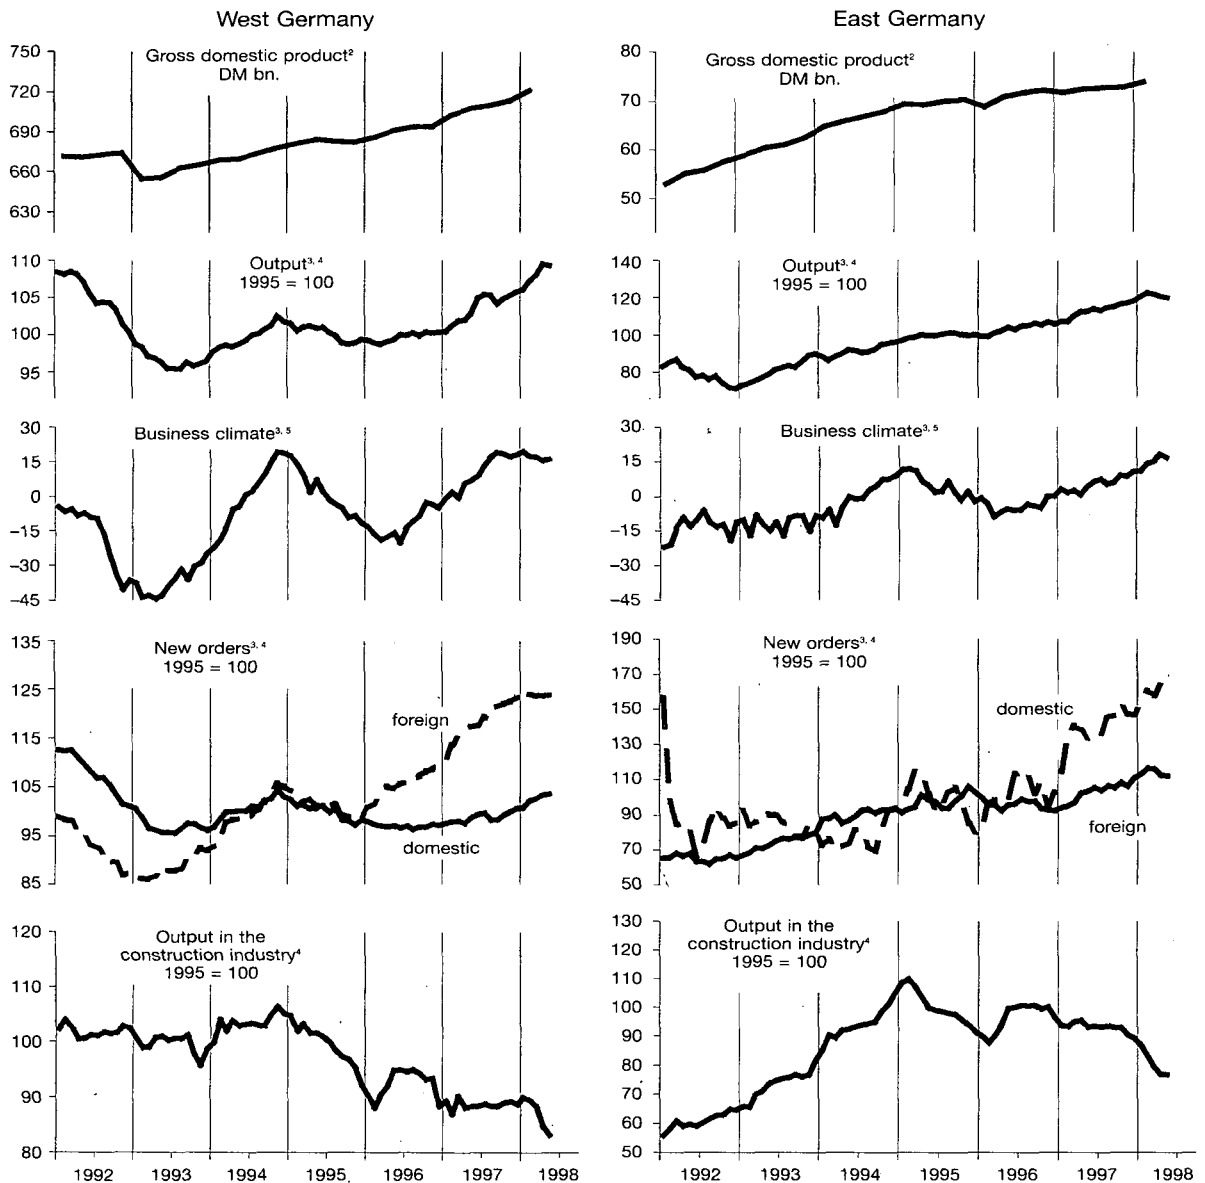 West Germany
750
720
690
660
630
Gross domestic product²
DM bn.
110
105
100
95
Output³,⁴
1995 = 100
30
15
0
−15
−30
−45
Business climate³,⁵
135
125
115
105
95
85
New orders³,⁴
1995 = 100
foreign
domestic
120
110
100
90
80
Output in the
construction industry⁴
1995 = 100
1992 1993 1994 1995 1996 1997 1998
East Germany
80
70
60
50
Gross domestic product²
DM bn.
140
120
100
80
Output³,⁴
1995 = 100
30
15
0
−15
−30
−45
Business climate³,⁵
190
170
150
130
110
90
70
50
New orders³,⁴
1995 = 100
domestic
foreign
130
120
110
100
90
80
70
60
50
Output in the
construction industry⁴
1995 = 100
1992 1993 1994 1995 1996 1997 1998